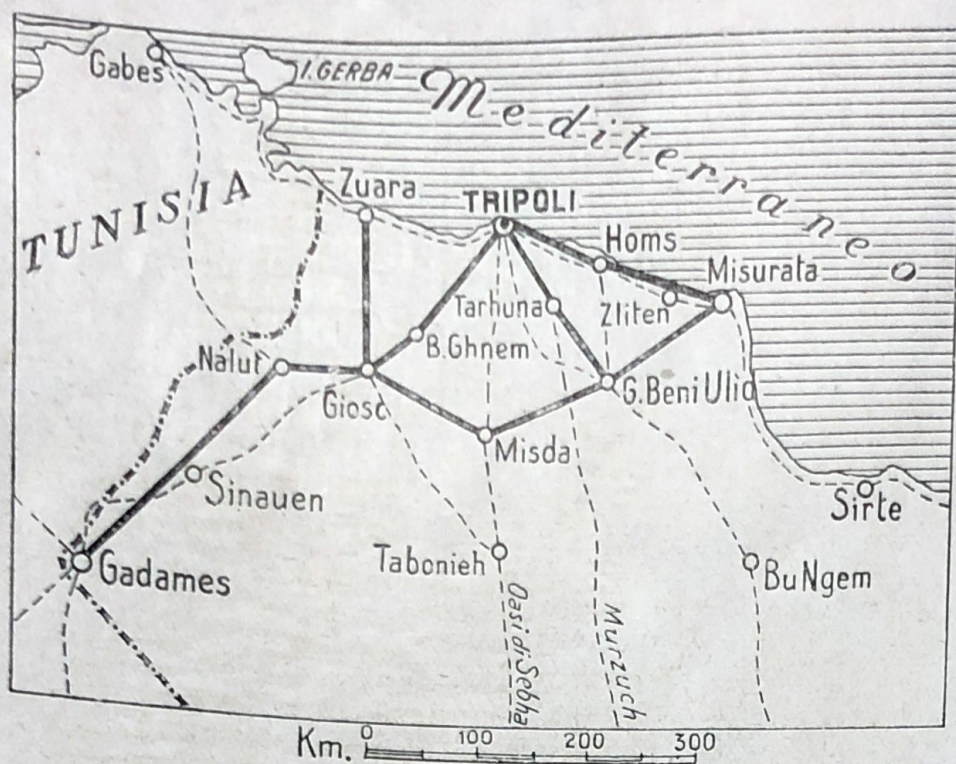 Gabes
I. GERBA
Mediterraneo
TUNISIA
Zuara
TRIPOLI
Homs
Misurata
Tarhuna
Zliten
B. Ghnem
Nalut
Giosc
G. Beni Ulid
Misda
Sinauen
Sirte
Tabonieh
Gadames
Bu Ngem
Oasi di Sebha
Murzuch
Km. 0 100 200 300